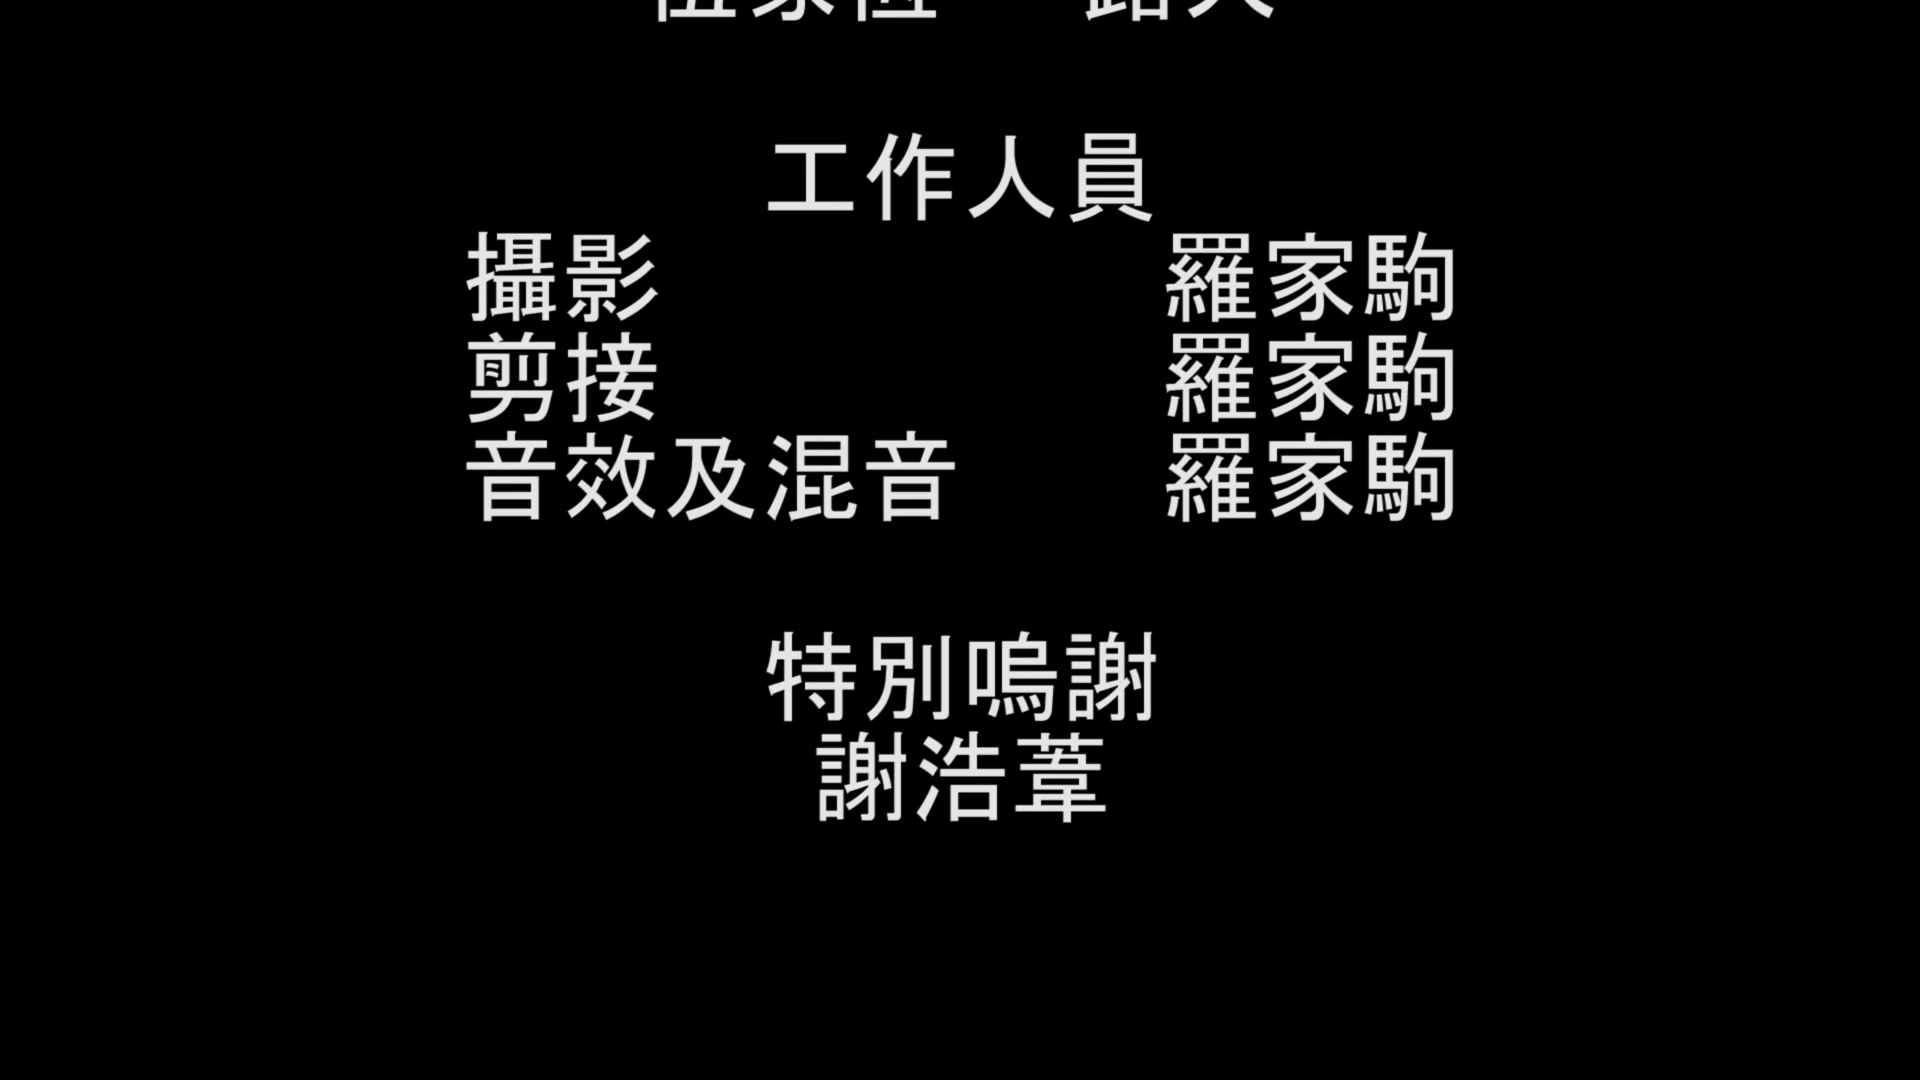 工作人員
攝影 羅家駒
剪接 羅家駒
音效及混音 羅家駒
特別嗚謝
謝浩葦